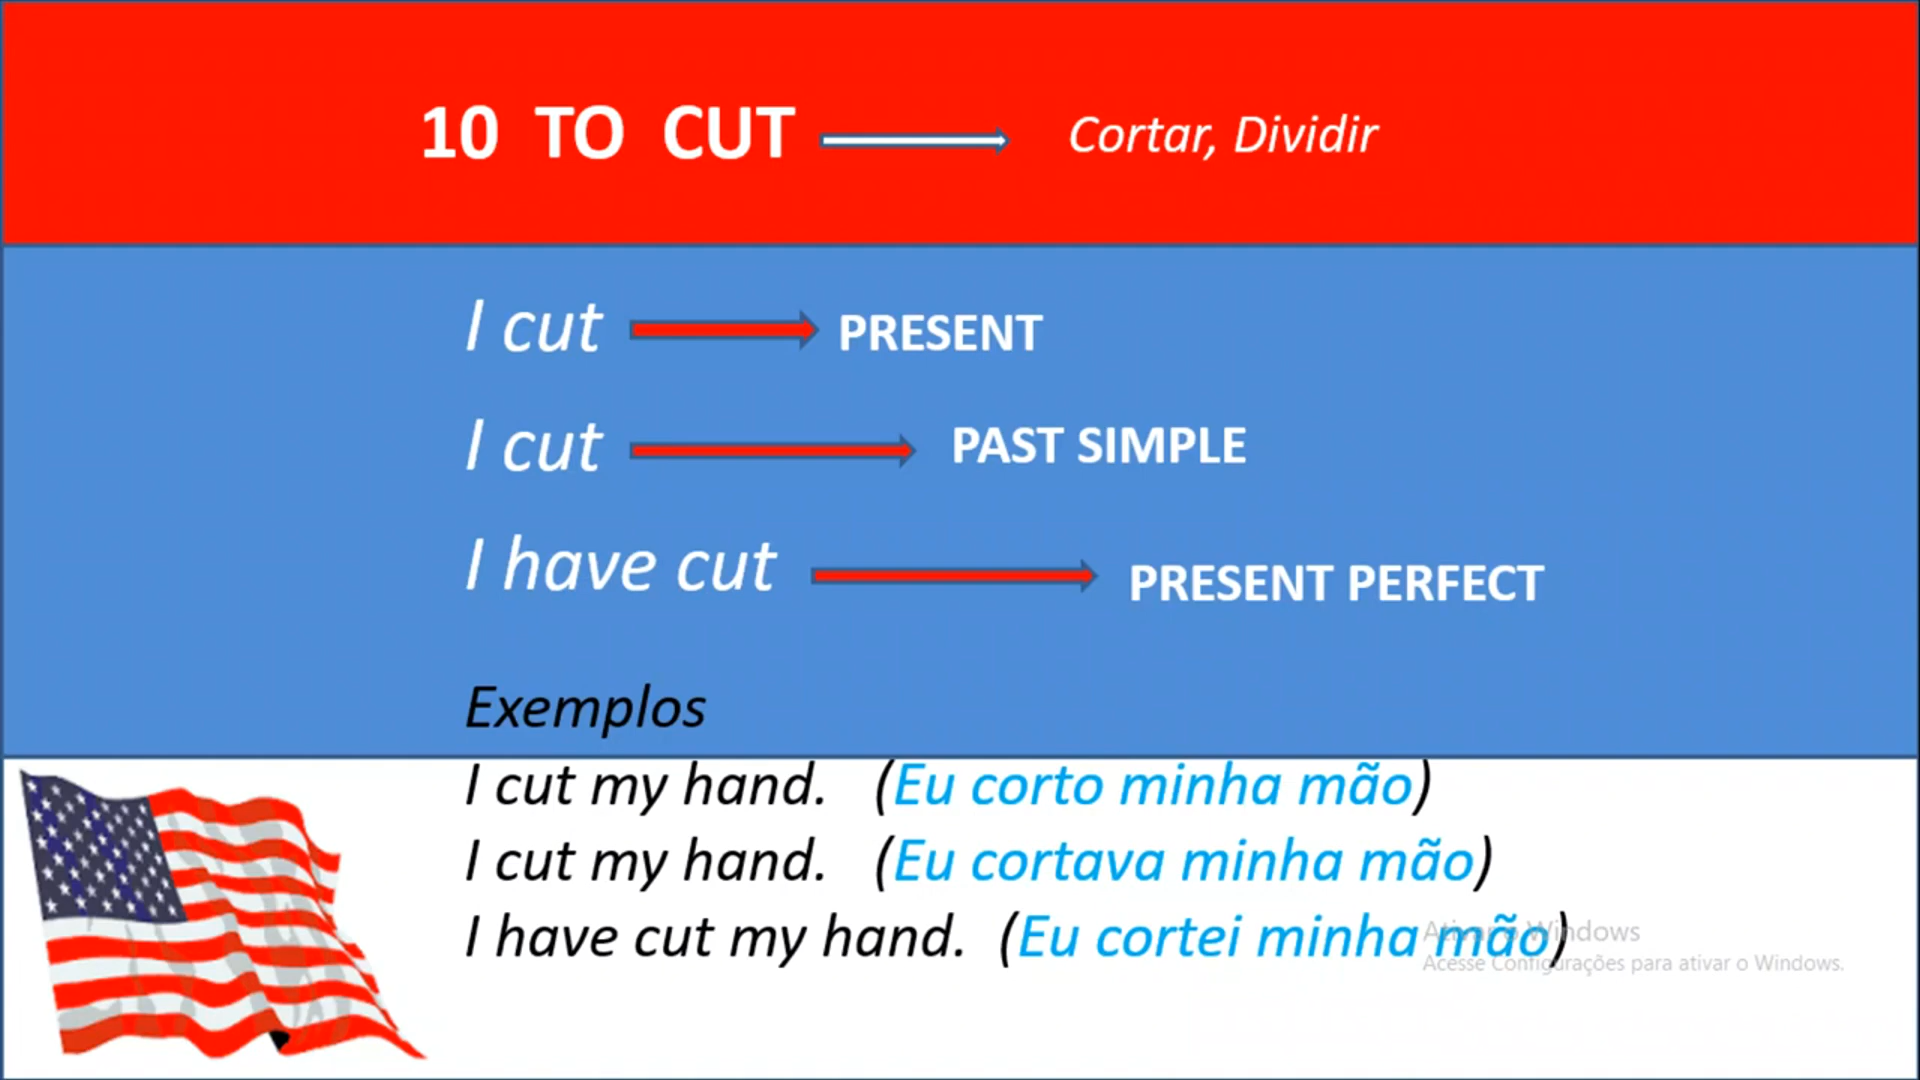 10 TO CUT Cortar, Dividir
I cut PRESENT
I cut PAST SIMPLE
I have cut PRESENT PERFECT
Exemplos
I cut my hand. (Eu corto minha mão)
I cut my hand. (Eu cortava minha mão)
I have cut my hand. (Eu cortei minha mão)
Ativar o Windows
Acesse Configurações para ativar o Windows.